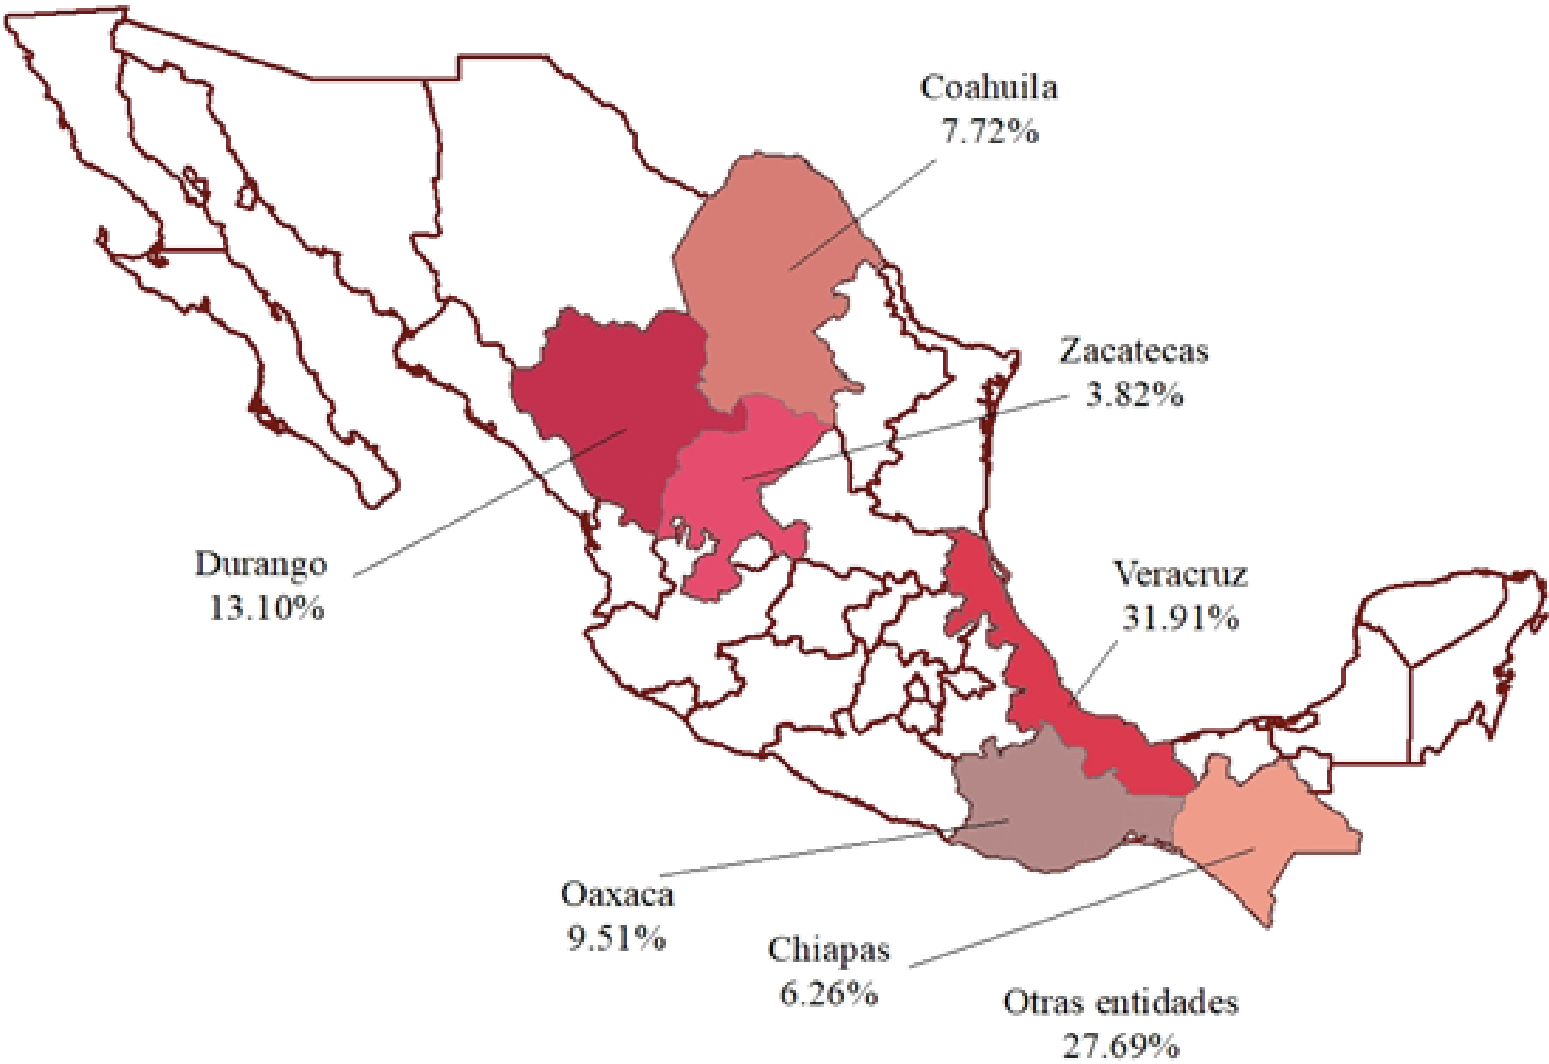 Coahuila
7.72%
Zacatecas
3.82%
Durango
13.10%
Veracruz
31.91%
Oaxaca
9.51%
Chiapas
6.26%
Otras entidades
27.69%